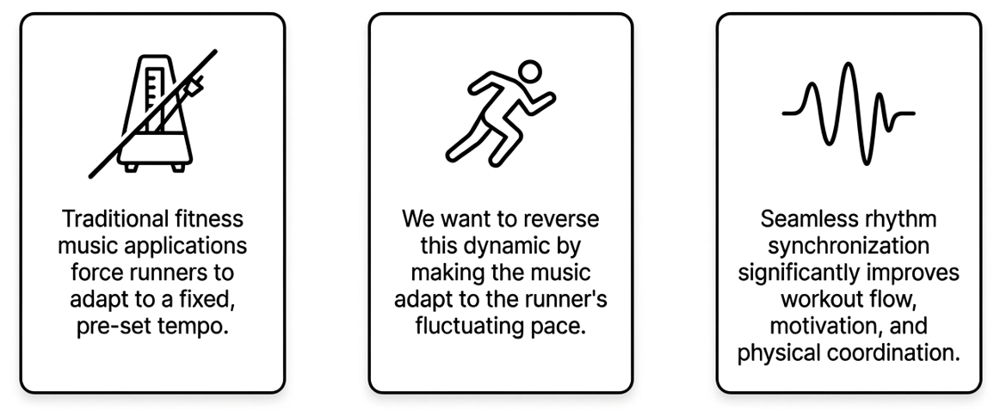 Traditional fitness
music applications
force runners to
adapt to a fixed,
pre-set tempo.
We want to reverse
this dynamic by
making the music
adapt to the runner's
fluctuating pace.
Seamless rhythm
synchronization
significantly improves
workout flow,
motivation, and
physical coordination.